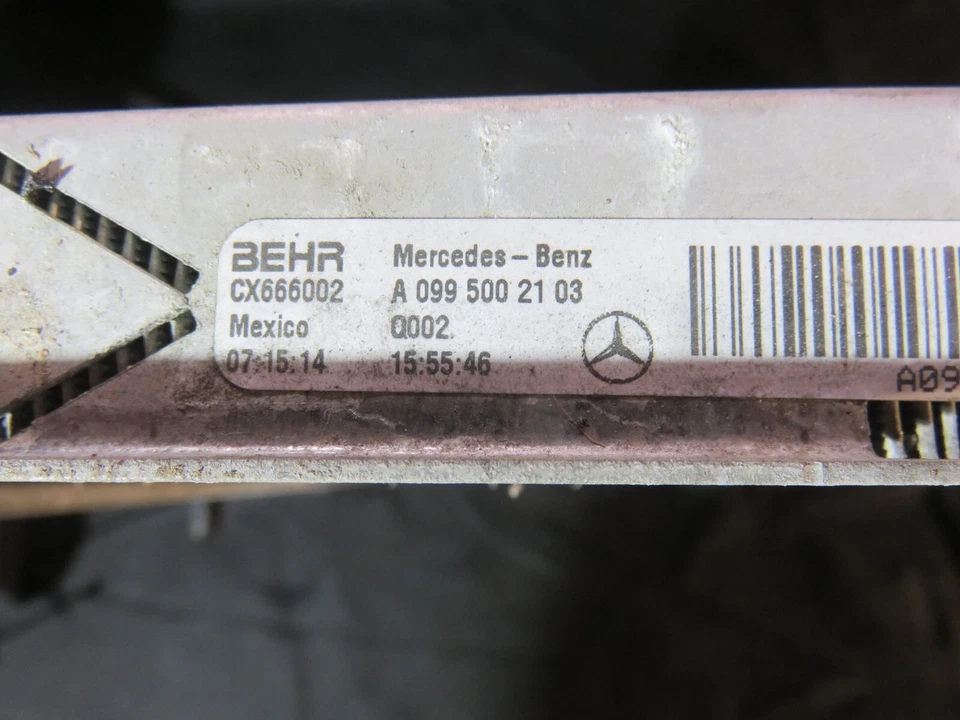 BEHR Mercedes-Benz
CX666002 A 099 500 21 03
Mexico Q002
07:15:14 15:55:46
A09